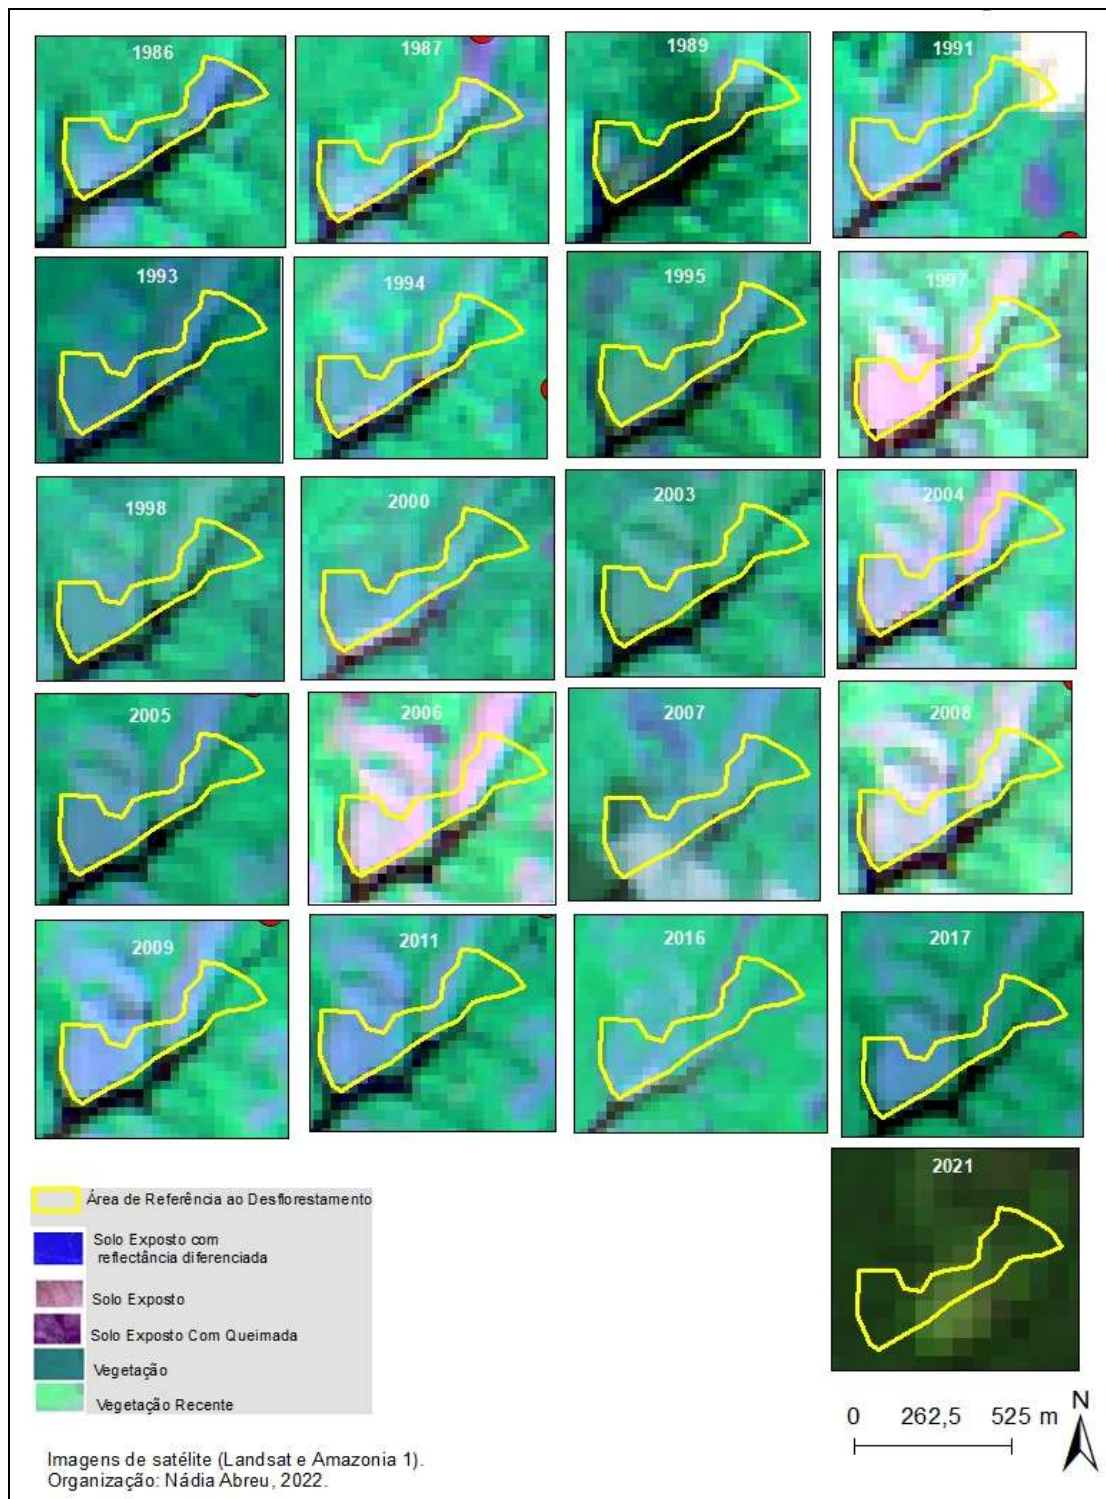 1986
1987
1989
1991
1993
1994
1995
1997
1998
2000
2003
2004
2005
2006
2007
2008
2009
2011
2016
2017
2021
Área de Referência ao Desflorestamento
Solo Exposto com
reflectância diferenciada
Solo Exposto
Solo Exposto Com Queimada
Vegetação
Vegetação Recente
0 262,5 525 m
N
Imagens de satélite (Landsat e Amazonia 1).
Organização: Nádia Abreu, 2022.